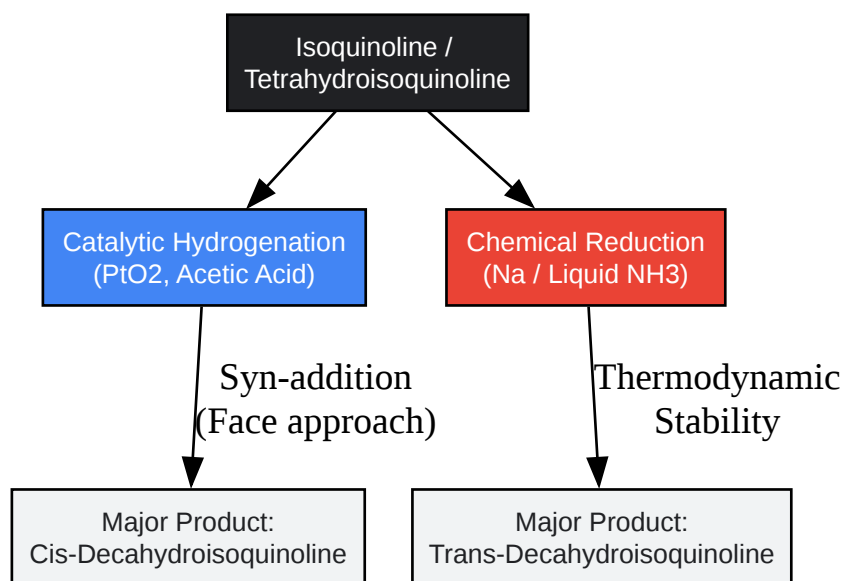 Isoquinoline /
Tetrahydroisoquinoline
Catalytic Hydrogenation
(PtO2, Acetic Acid)
Chemical Reduction
(Na / Liquid NH3)
Syn-addition
(Face approach)
Thermodynamic
Stability
Major Product:
Cis-Decahydroisoquinoline
Major Product:
Trans-Decahydroisoquinoline